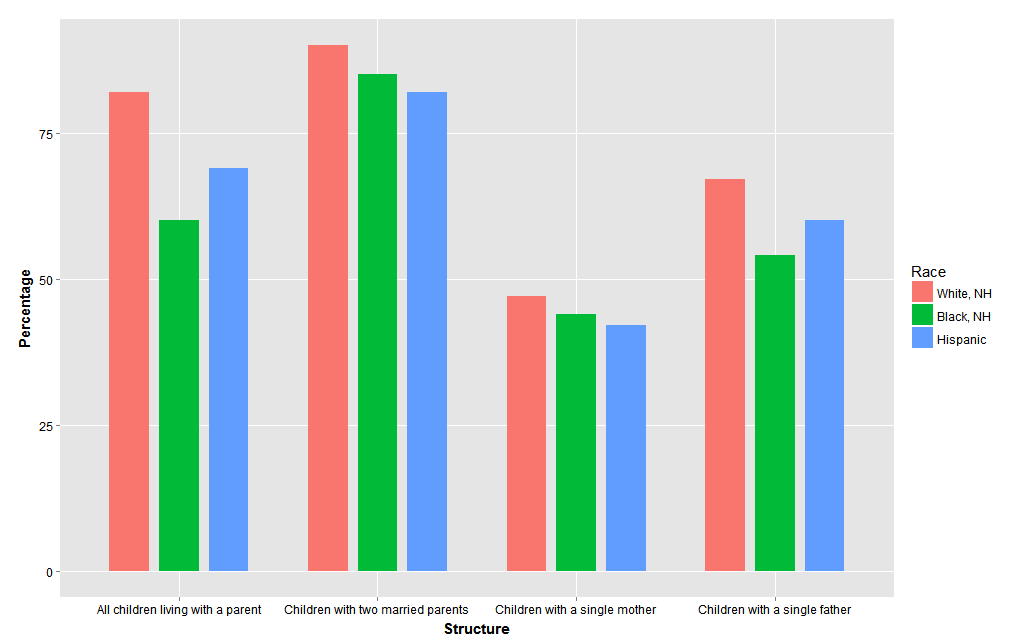 75
50
25
0
Percentage
All children living with a parent
Children with two married parents
Children with a single mother
Children with a single father
Structure
Race
White, NH
Black, NH
Hispanic